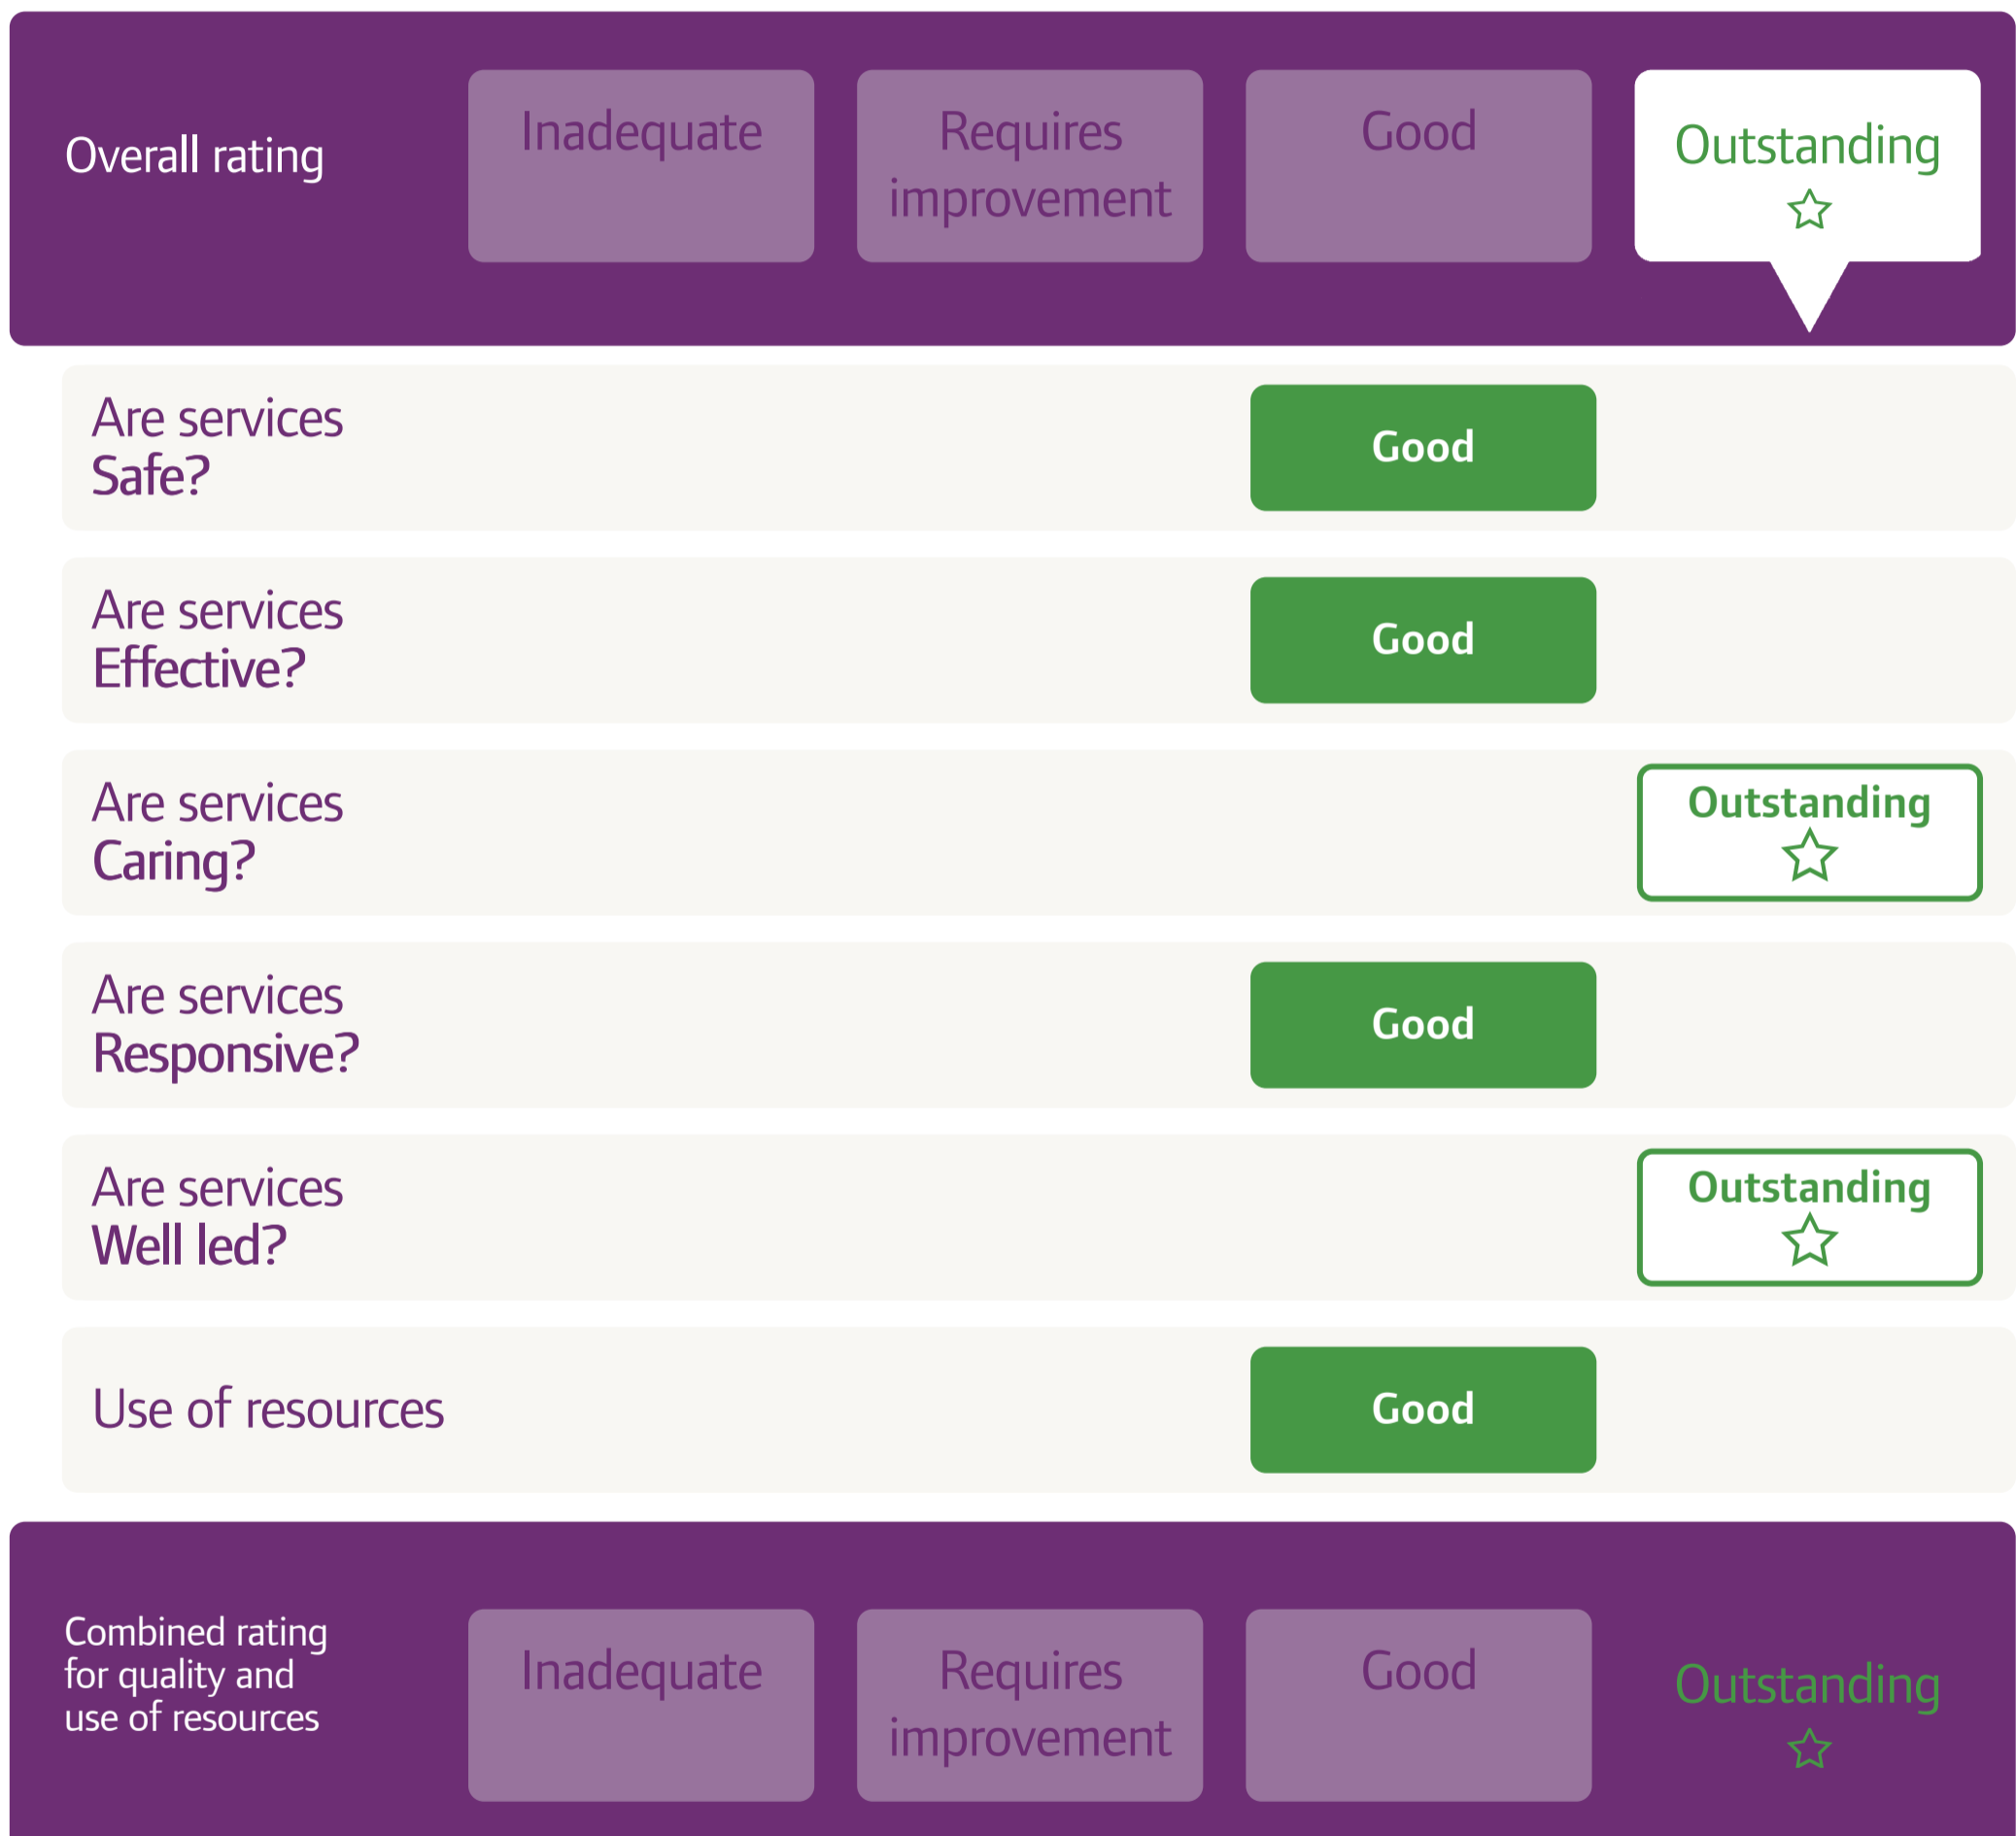 Overall rating
Inadequate
Requires
improvement
Good
Outstanding
Are services
Safe?
Good
Are services
Effective?
Good
Are services
Caring?
Outstanding
Are services
Responsive?
Good
Are services
Well led?
Outstanding
Use of resources
Good
Combined rating
for quality and
use of resources
Inadequate
Requires
improvement
Good
Outstanding